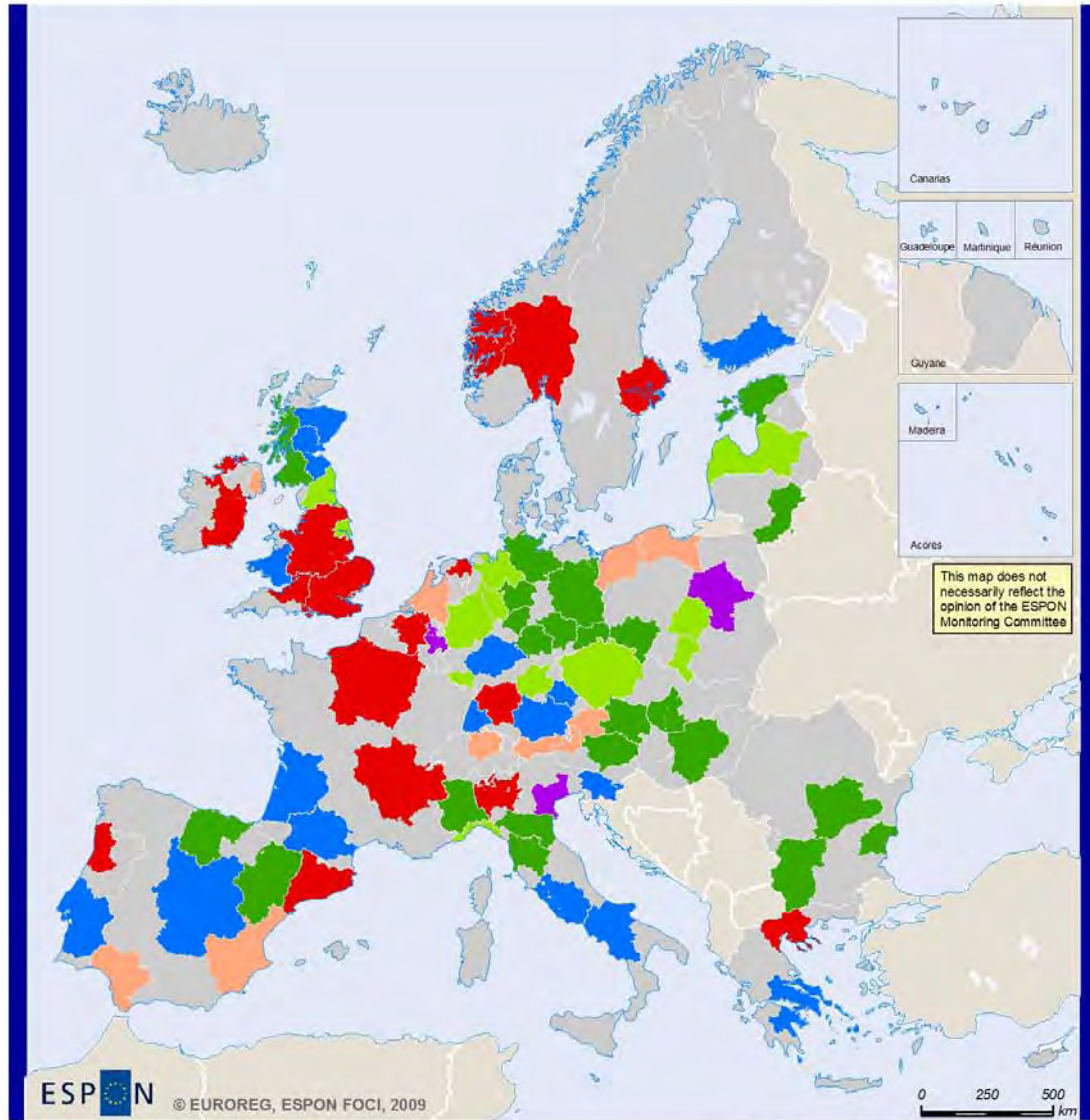 Canarias
Guadeloupe
Martinique
Réunion
Guyane
Madeira
Acores
This map does not
necessarily reflect the
opinion of the ESPON
Monitoring Committee
ESPON
© EUROREG, ESPON FOCI, 2009
0 250 500
km